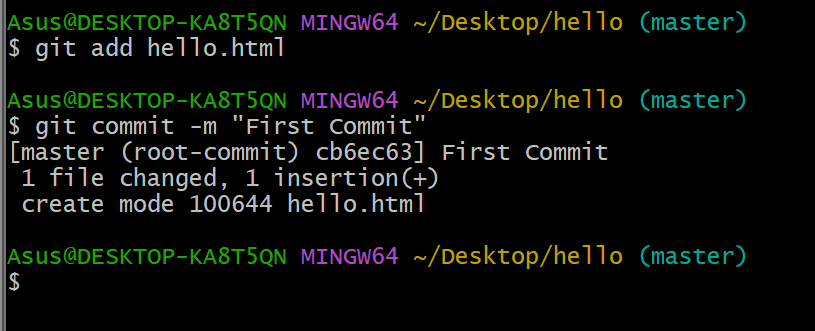 Asus@DESKTOP-KA8T5QN MINGW64 ~/Desktop/hello (master)
$ git add hello.html
Asus@DESKTOP-KA8T5QN MINGW64 ~/Desktop/hello (master)
$ git commit -m "First Commit"
[master (root-commit) cb6ec63] First Commit
 1 file changed, 1 insertion(+)
 create mode 100644 hello.html
Asus@DESKTOP-KA8T5QN MINGW64 ~/Desktop/hello (master)
$